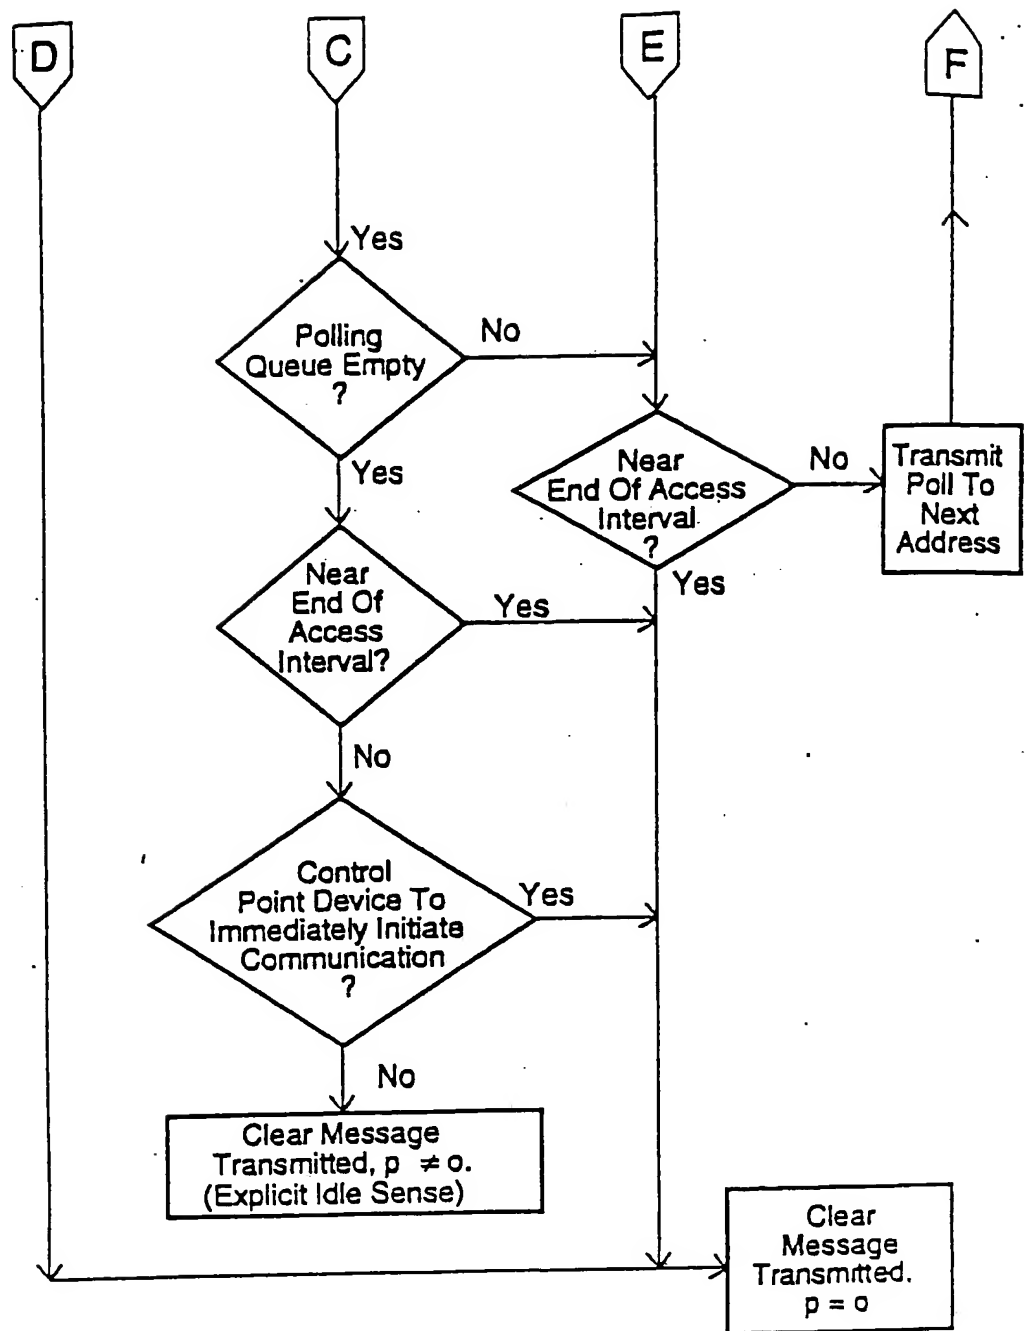 D
C
E
F
Yes
Polling
Queue Empty
?
No
Yes
Near
End Of Access
Interval
?
No
Transmit
Poll To
Next
Address
Yes
Near
End Of
Access
Interval?
Yes
No
Control
Point Device To
Immediately Initiate
Communication
?
Yes
No
Clear Message
Transmitted, p ≠ o.
(Explicit Idle Sense)
Clear
Message
Transmitted.
p = o